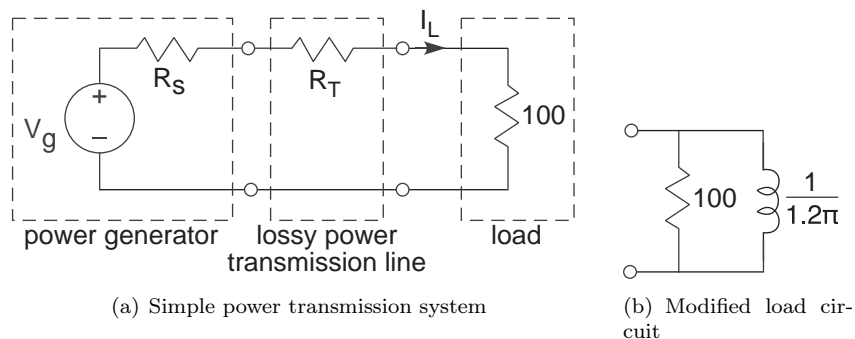 I_L
R_S
R_T
+
V_g
−
100
power generator
lossy power
transmission line
load
100
1
1.2π
(a) Simple power transmission system
(b) Modified load cir-
cuit